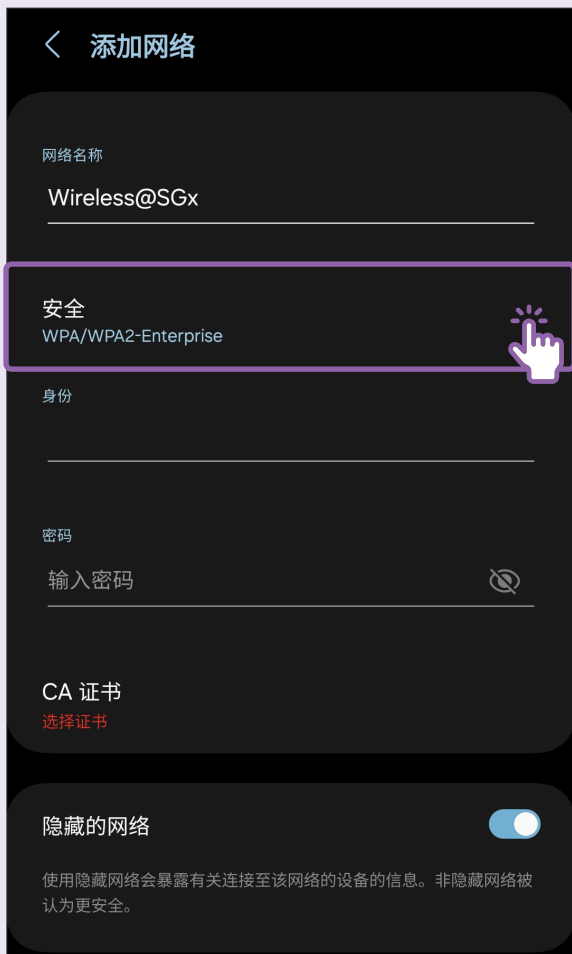 添加网络
网络名称
Wireless@SGx
安全
WPA/WPA2-Enterprise
身份
密码
输入密码
CA 证书
选择证书
隐藏的网络
使用隐藏网络会暴露有关连接至该网络的设备的信息。非隐藏网络被
认为更安全。